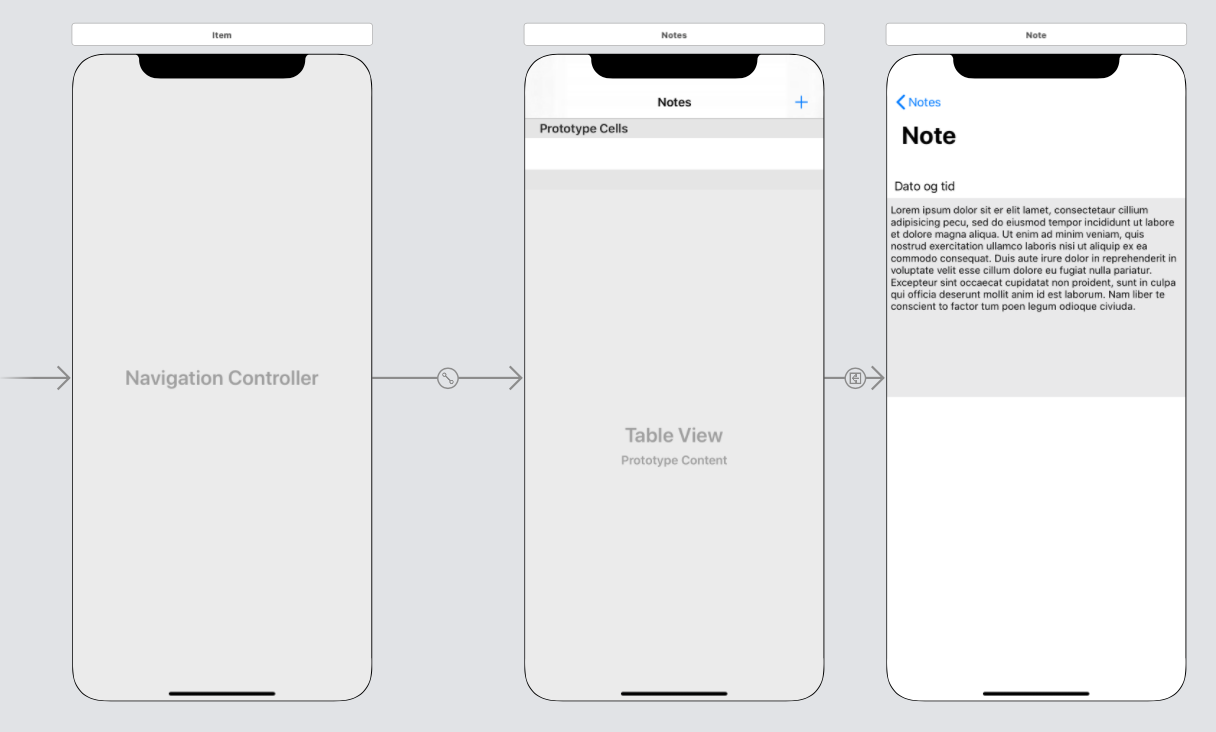 Item
Navigation Controller
Notes
Notes
Prototype Cells
Table View
Prototype Content
Note
Notes
Note
Dato og tid
Lorem ipsum dolor sit er elit lamet, consectetaur cillium
adipisicing pecu, sed do eiusmod tempor incididunt ut labore
et dolore magna aliqua. Ut enim ad minim veniam, quis
nostrud exercitation ullamco laboris nisi ut aliquip ex ea
commodo consequat. Duis aute irure dolor in reprehenderit in
voluptate velit esse cillum dolore eu fugiat nulla pariatur.
Excepteur sint occaecat cupidatat non proident, sunt in culpa
qui officia deserunt mollit anim id est laborum. Nam liber te
conscient to factor tum poen legum odioque civiuda.